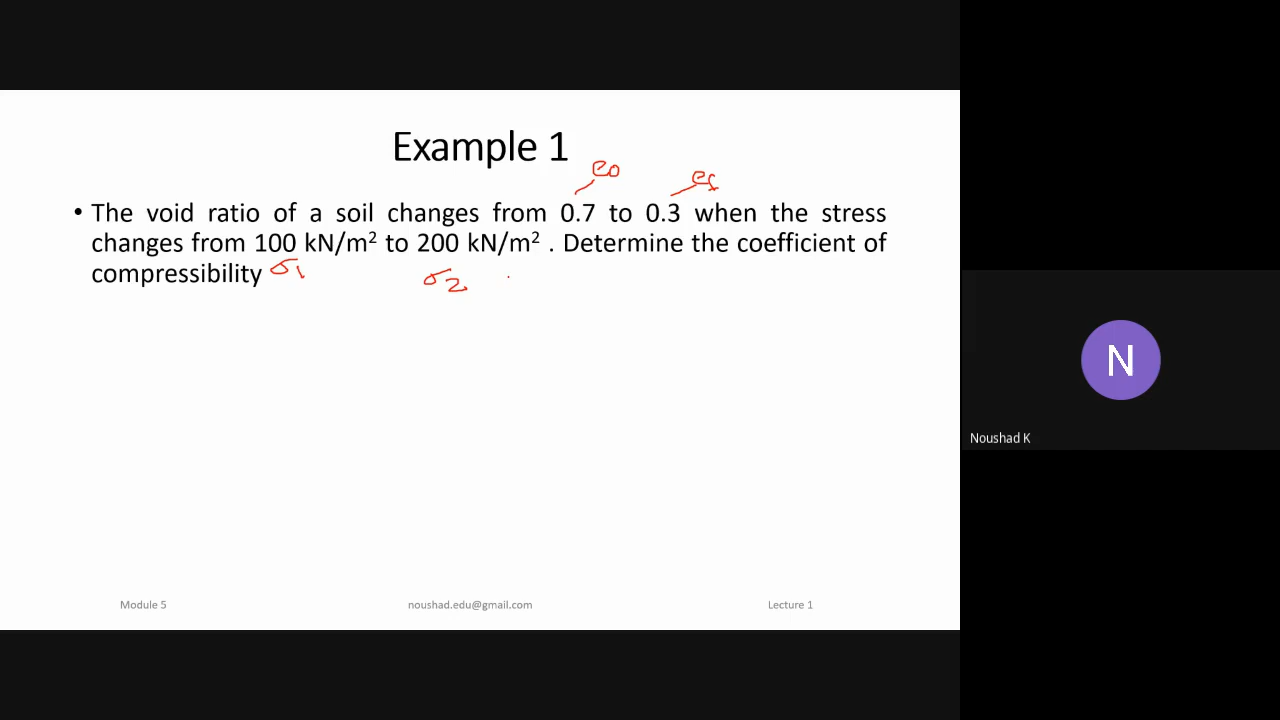 Example 1
e₀
e_f
• The void ratio of a soil changes from 0.7 to 0.3 when the stress
changes from 100 kN/m² to 200 kN/m² . Determine the coefficient of
compressibility
σ₁
σ₂
N
Noushad K
Module 5
noushad.edu@gmail.com
Lecture 1